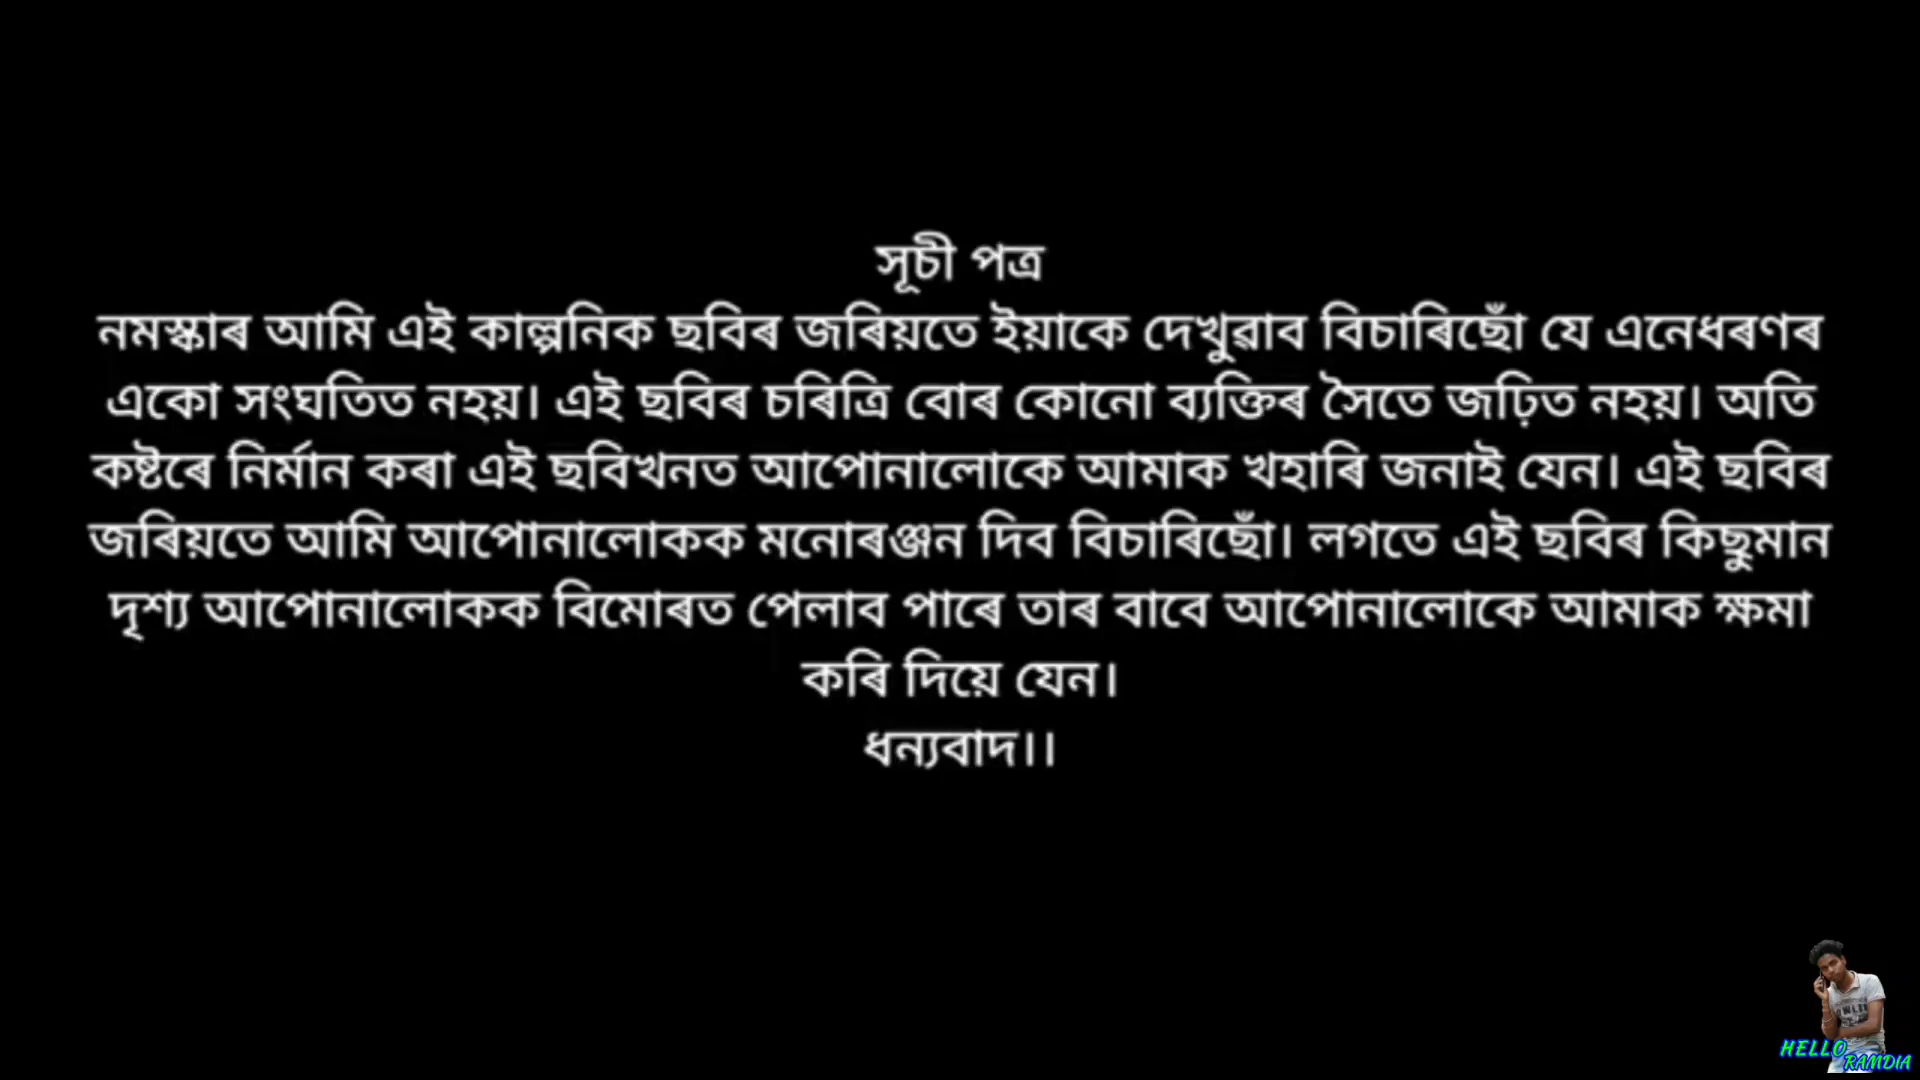 সূচী পত্ৰ
নমস্কাৰ আমি এই কাল্পনিক ছবিৰ জৰিয়তে ইয়াকে দেখুৱাব বিচাৰিছোঁ যে এনেধৰণৰ
একো সংঘতিত নহয়। এই ছবিৰ চৰিত্ৰি বোৰ কোনো ব্যক্তিৰ সৈতে জঢ়িত নহয়। অতি
কষ্টৰে নিৰ্মান কৰা এই ছবিখনত আপোনালোকে আমাক খহাৰি জনাই যেন। এই ছবিৰ
জৰিয়তে আমি আপোনালোকক মনোৰঞ্জন দিব বিচাৰিছোঁ। লগতে এই ছবিৰ কিছুমান
দৃশ্য আপোনালোকক বিমোৰত পেলাব পাৰে তাৰ বাবে আপোনালোকে আমাক ক্ষমা
কৰি দিয়ে যেন।
ধন্যবাদ।।
HELLO
RAMDIA